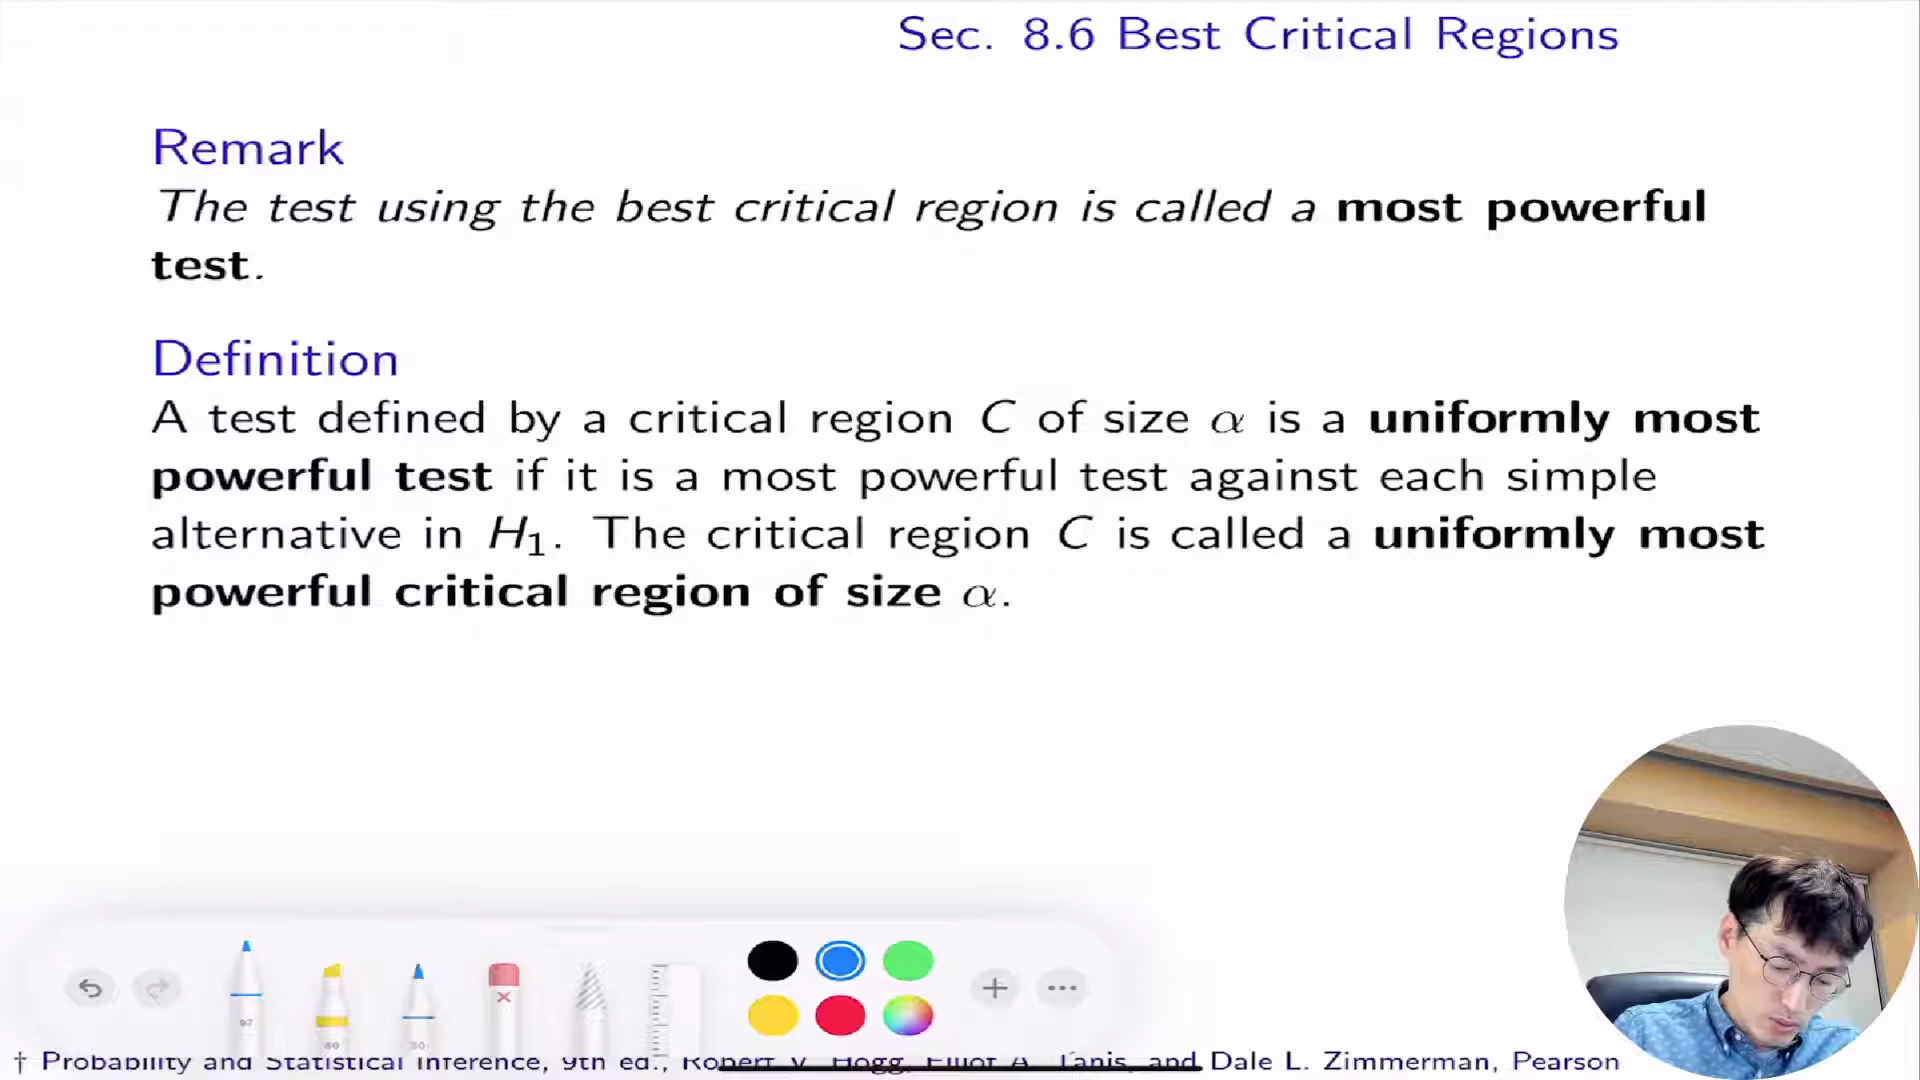 Sec. 8.6 Best Critical Regions
Remark
The test using the best critical region is called a most powerful
test.
Definition
A test defined by a critical region C of size α is a uniformly most
powerful test if it is a most powerful test against each simple
alternative in H₁. The critical region C is called a uniformly most
powerful critical region of size α.
97
80
50
† Probability and Statistical Inference, 9th ed., Robert V. Hogg, Elliot A. Tanis, and Dale L. Zimmerman, Pearson